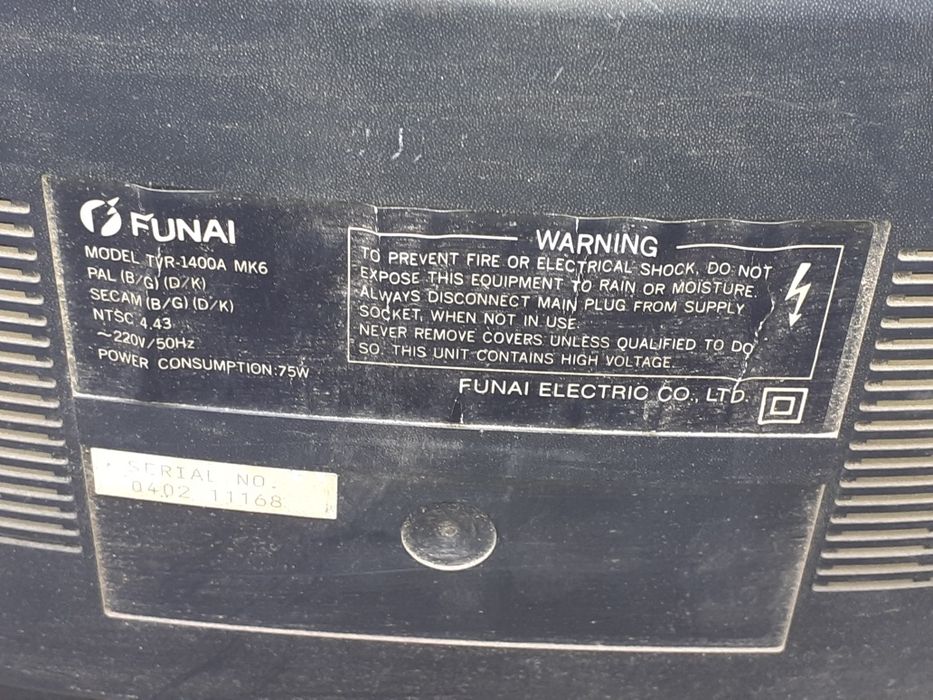 FUNAI
MODEL TVR-1400A MK6
PAL (B/G) (D/K)
SECAM (B/G) (D/K)
NTSC 4.43
~220V/50Hz
POWER CONSUMPTION:75W
WARNING
TO PREVENT FIRE OR ELECTRICAL SHOCK, DO NOT
EXPOSE THIS EQUIPMENT TO RAIN OR MOISTURE.
ALWAYS DISCONNECT MAIN PLUG FROM SUPPLY
SOCKET, WHEN NOT IN USE.
NEVER REMOVE COVERS UNLESS QUALIFIED TO DO
SO. THIS UNIT CONTAINS HIGH VOLTAGE.
FUNAI ELECTRIC CO., LTD.
SERIAL NO.
0402 11168